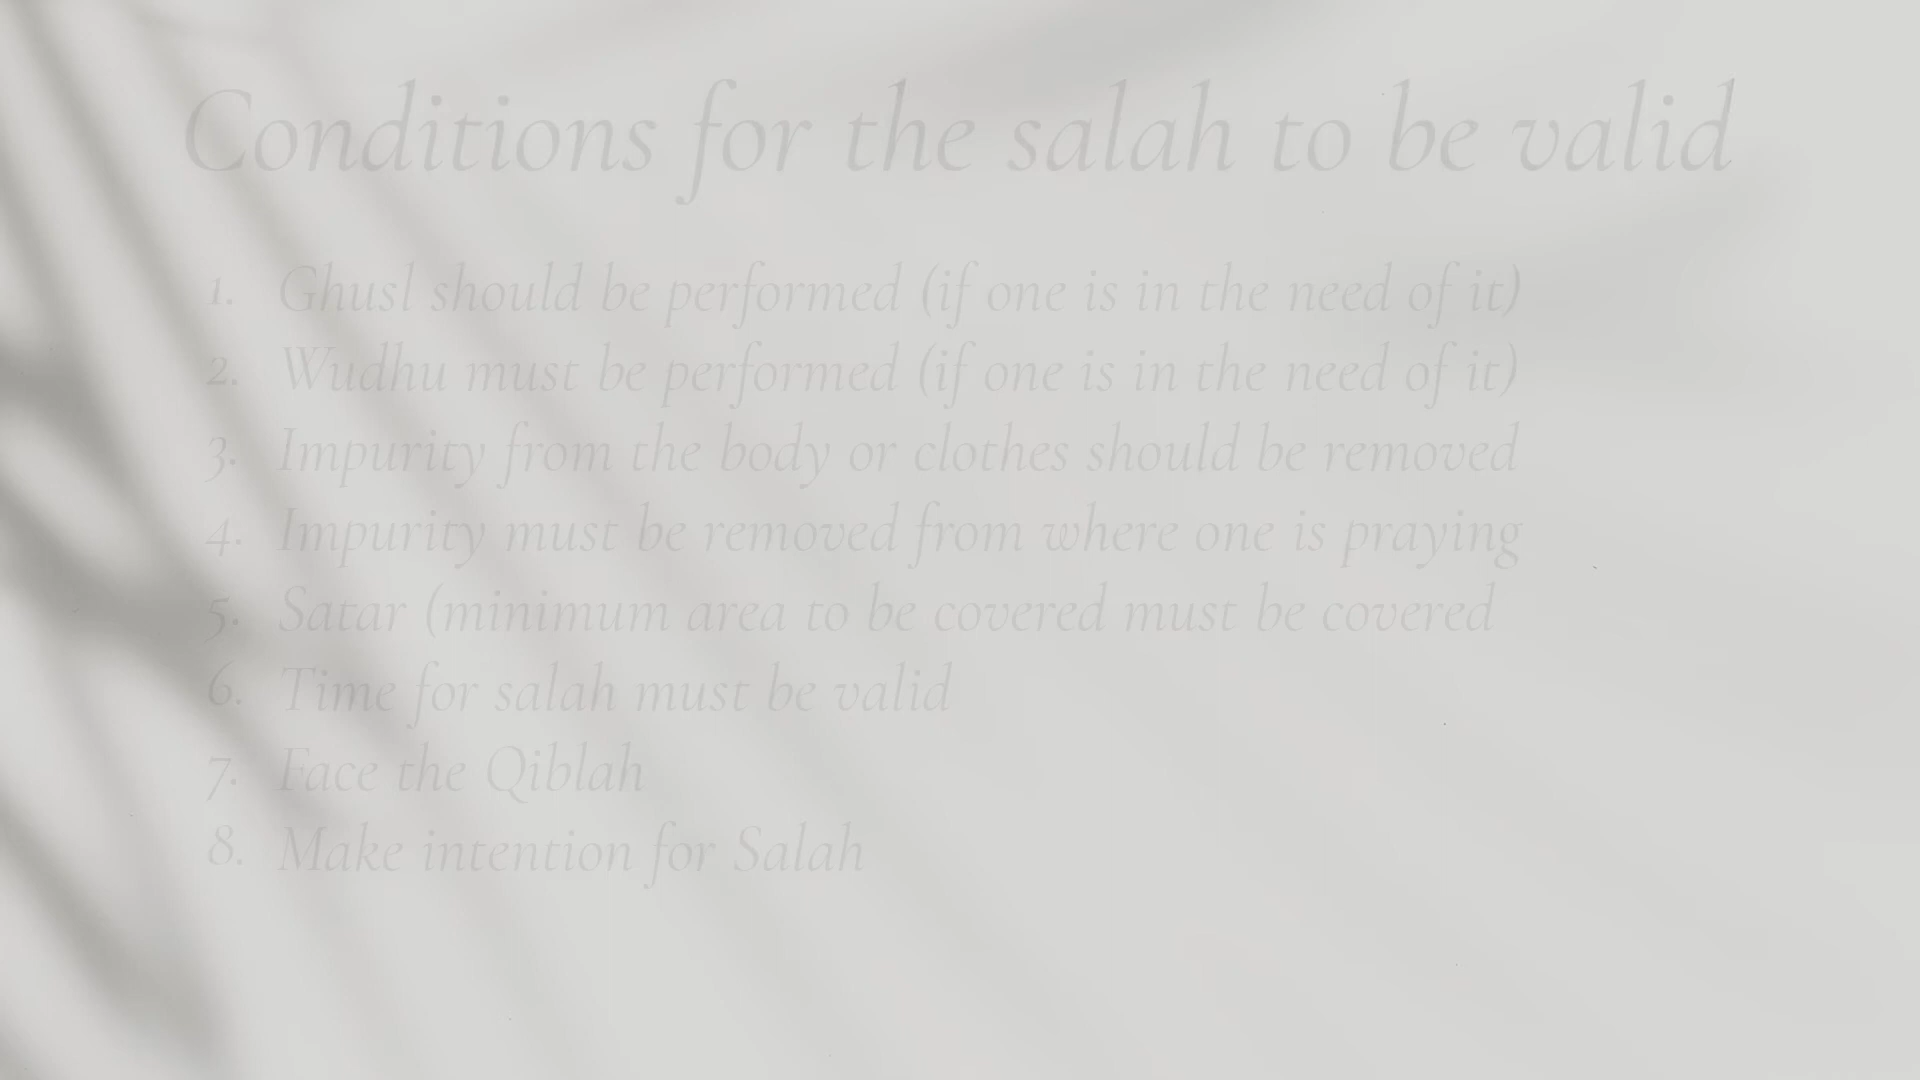 Conditions for the salah to be valid
1. Ghusl should be performed (if one is in the need of it)
2. Wudhu must be performed (if one is in the need of it)
3. Impurity from the body or clothes should be removed
4. Impurity must be removed from where one is praying
5. Satar (minimum area to be covered must be covered
6. Time for salah must be valid
7. Face the Qiblah
8. Make intention for Salah